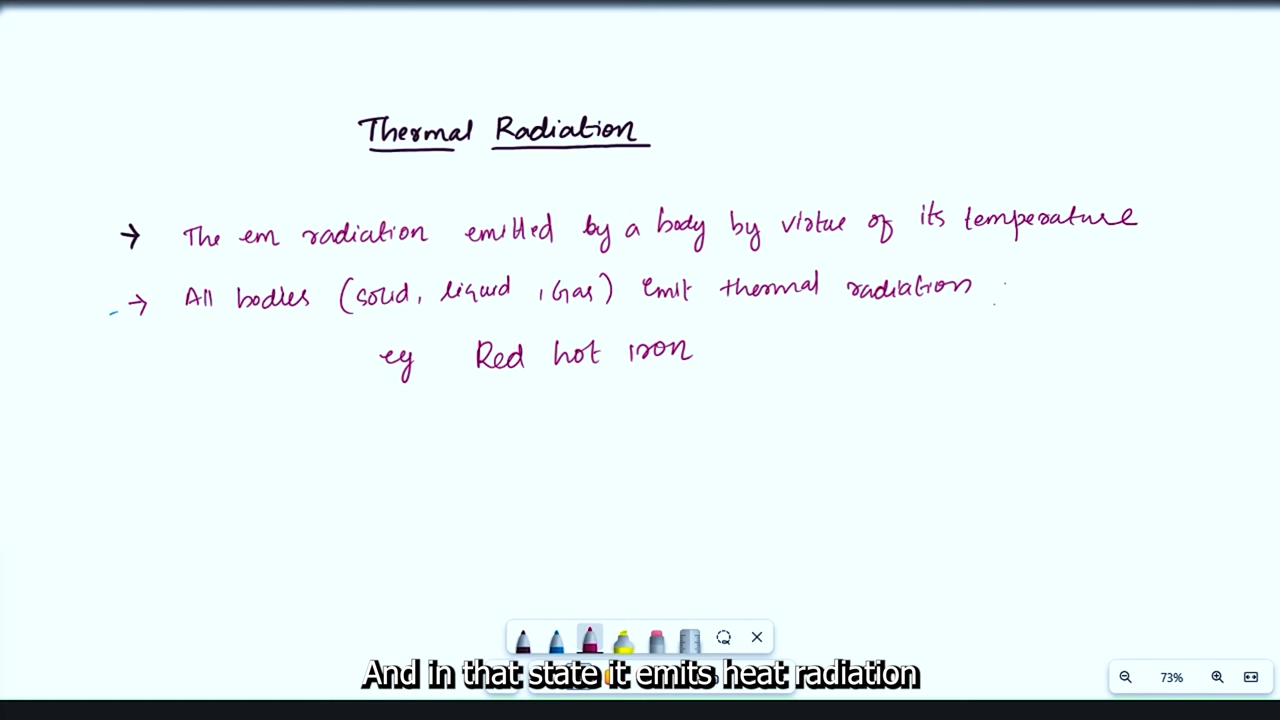 Thermal Radiation
→ The em radiation emitted by a body by virtue of its temperature
→ All bodies (solid, liquid, Gas) emit thermal radiation
eg Red hot iron
And in that state it emits heat radiation
73%